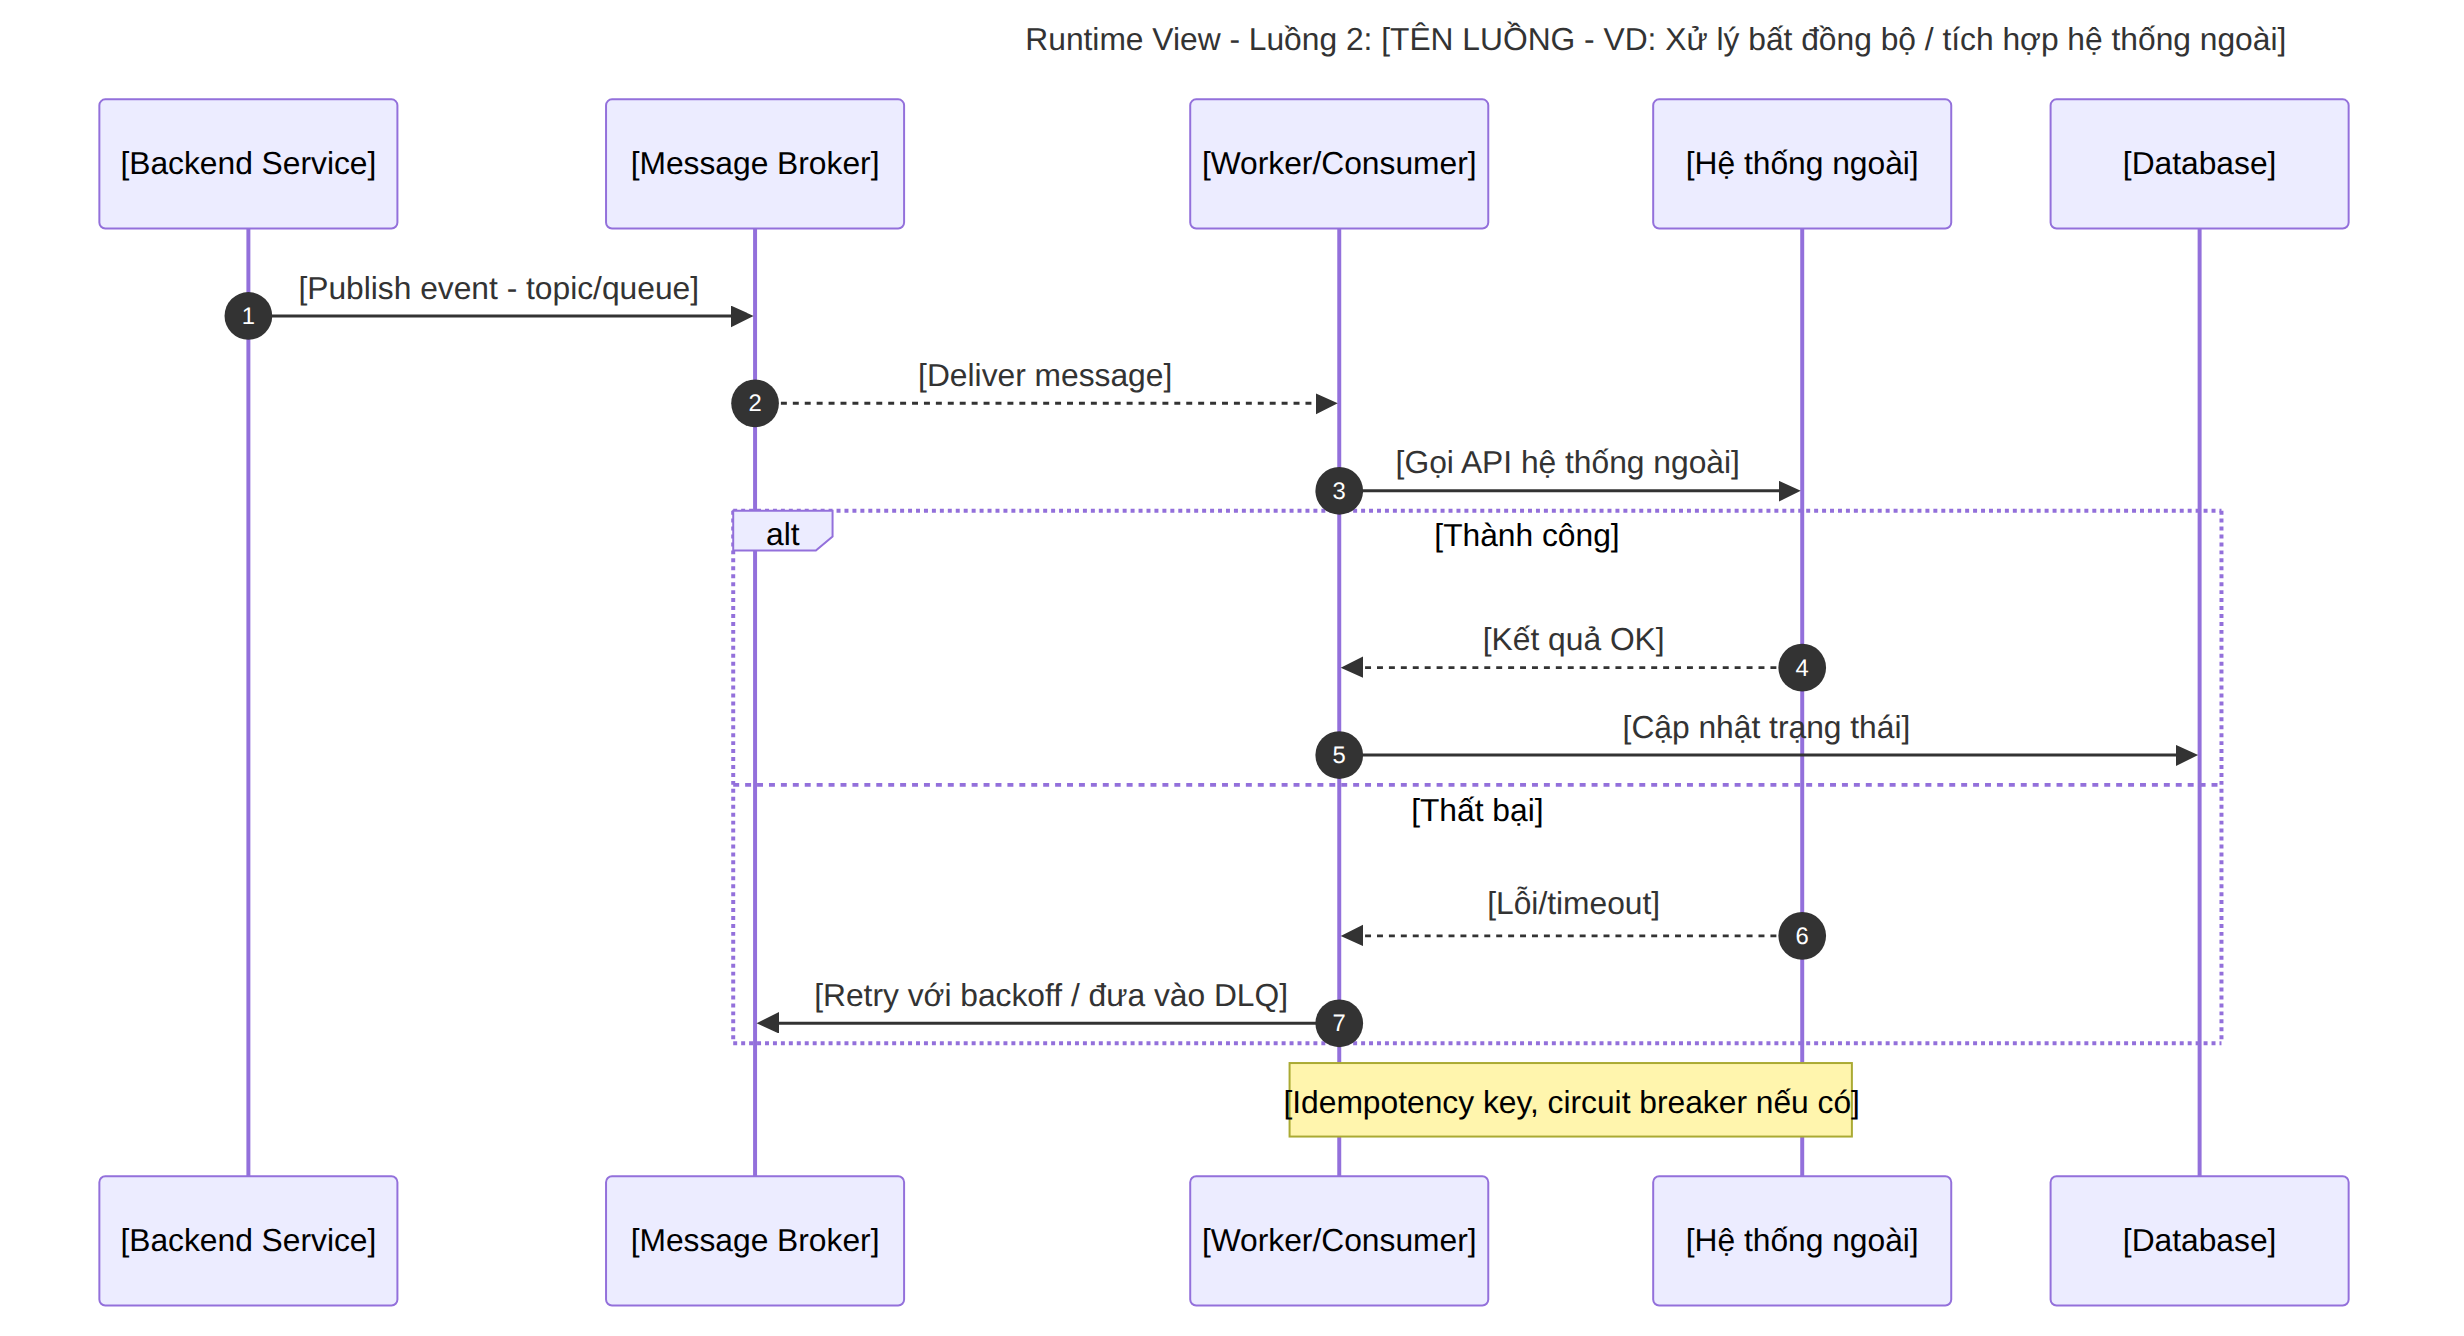 Runtime View - Luồng 2: [TÊN LUỒNG - VD: Xử lý bất đồng bộ / tích hợp hệ thống ngoài]
[Backend Service]
[Message Broker]
[Worker/Consumer]
[Hệ thống ngoài]
[Database]
[Publish event - topic/queue]
1
[Deliver message]
2
[Gọi API hệ thống ngoài]
3
alt
[Thành công]
[Kết quả OK]
4
[Cập nhật trạng thái]
5
[Thất bại]
[Lỗi/timeout]
6
[Retry với backoff / đưa vào DLQ]
7
[Idempotency key, circuit breaker nếu có]
[Backend Service]
[Message Broker]
[Worker/Consumer]
[Hệ thống ngoài]
[Database]